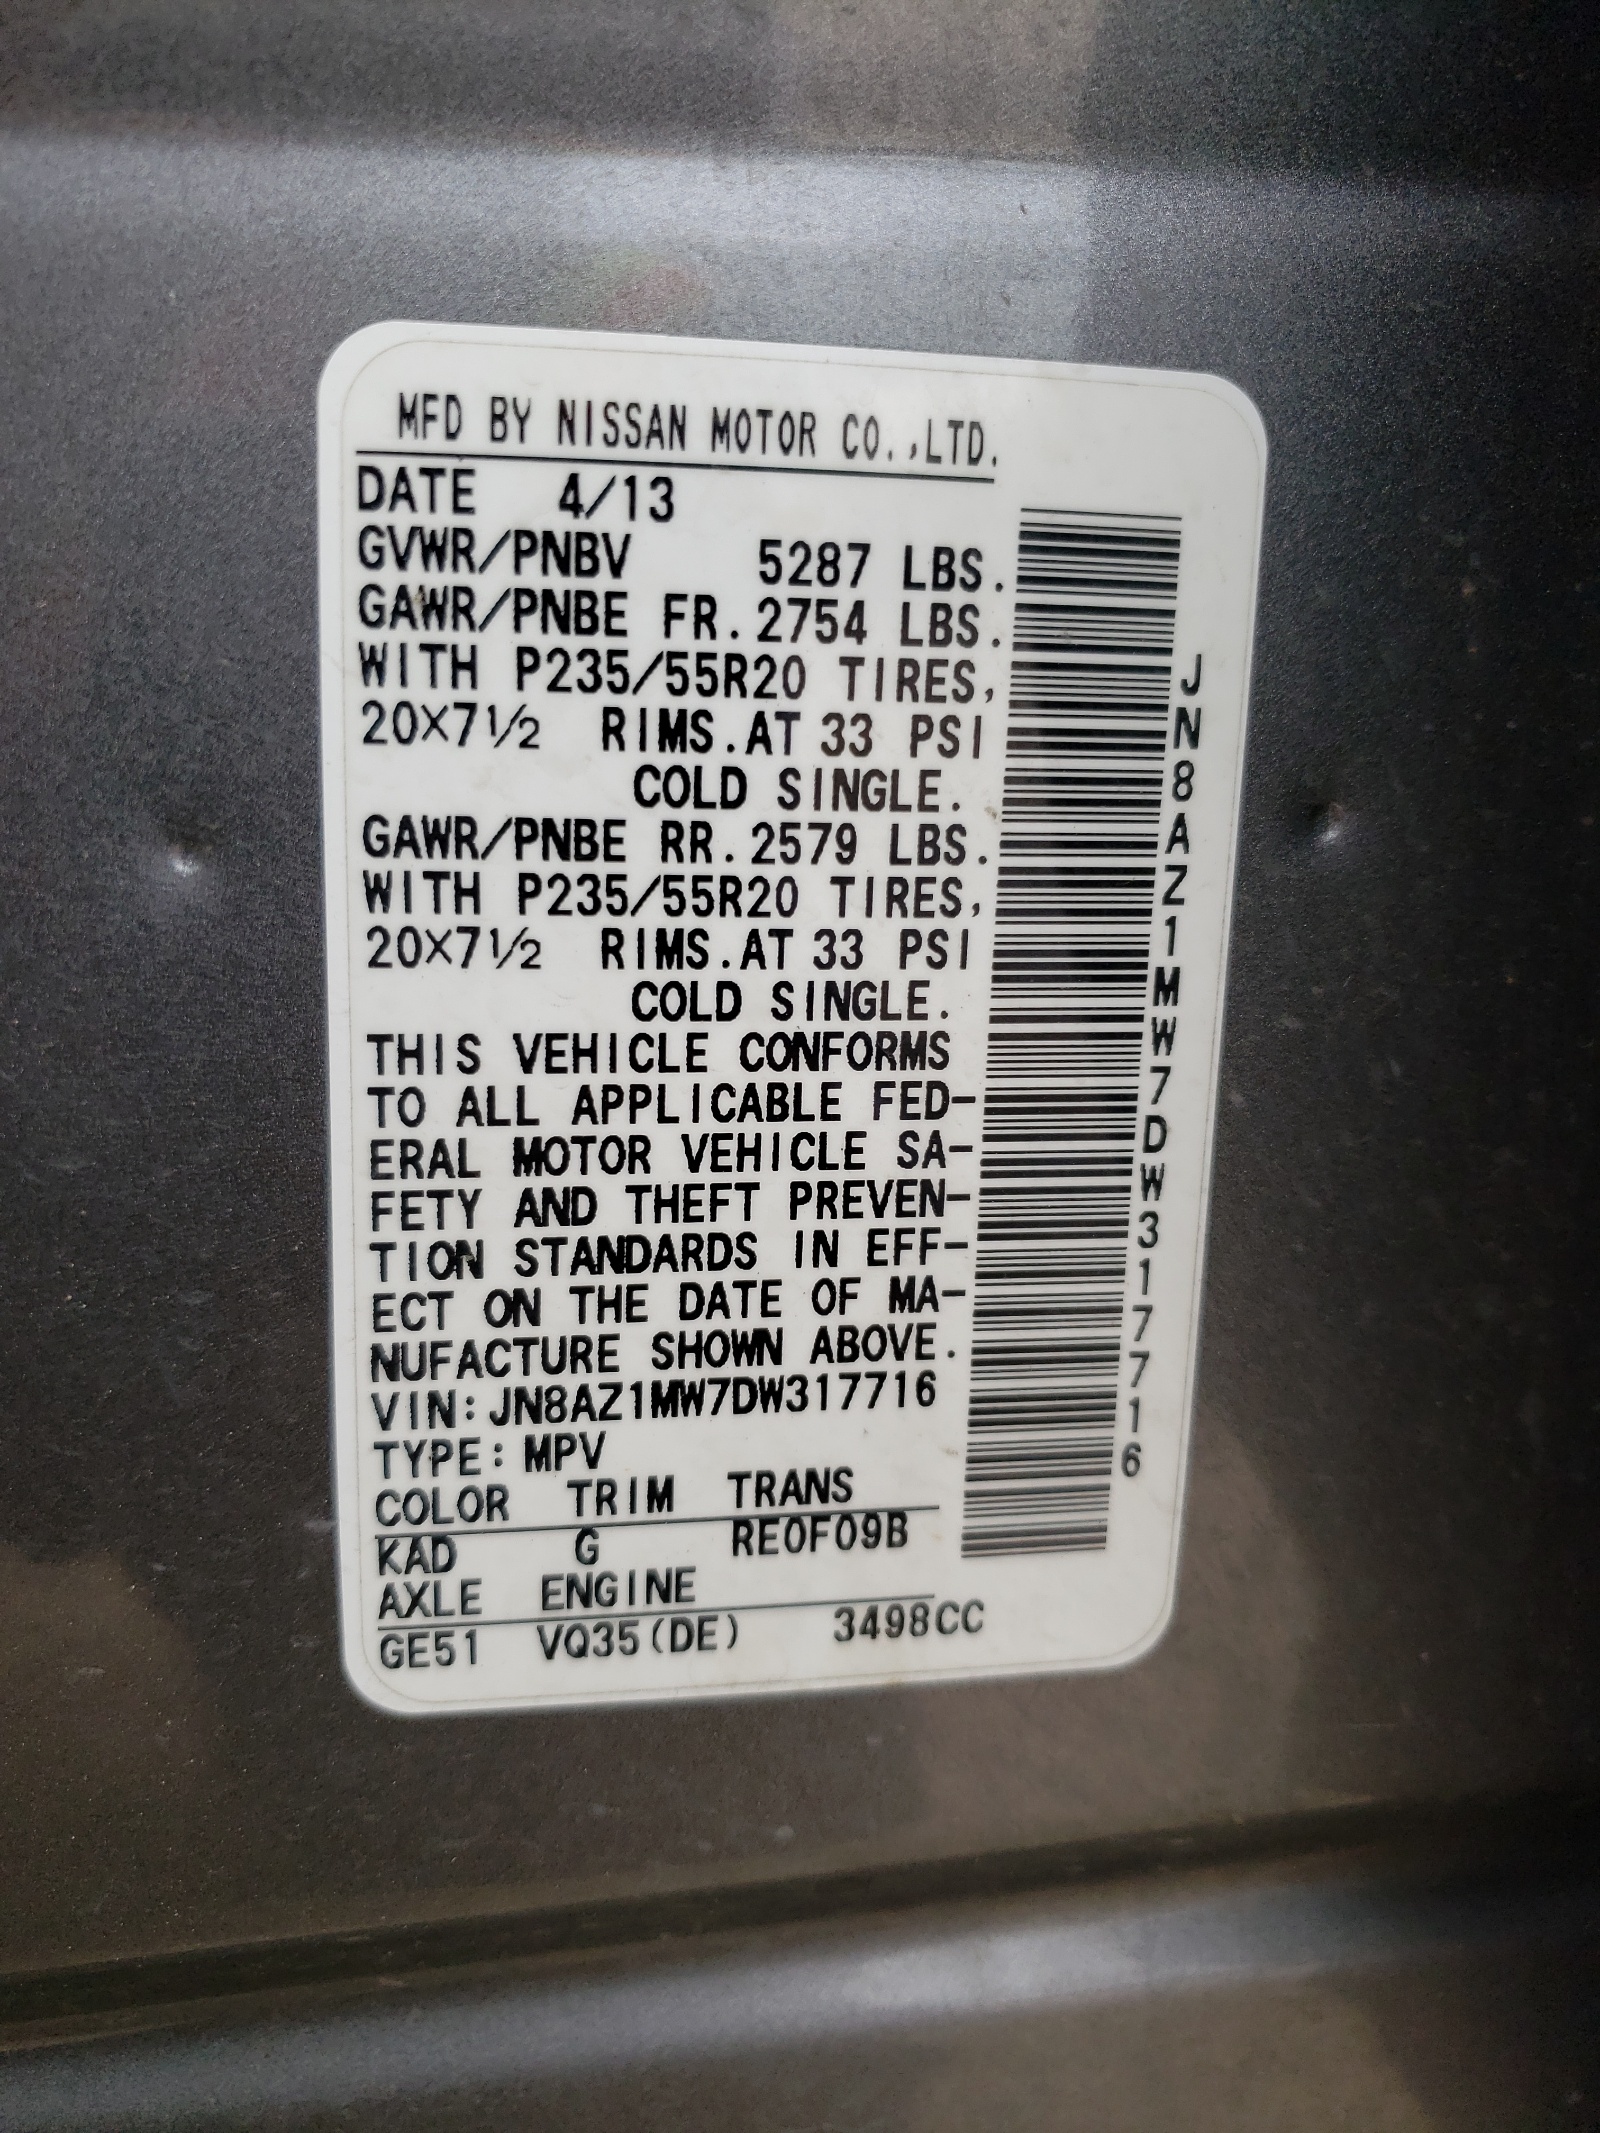 MFD BY NISSAN MOTOR CO.,LTD.
DATE 4/13
GVWR/PNBV 5287 LBS.
GAWR/PNBE FR.2754 LBS.
WITH P235/55R20 TIRES,
20X7½ RIMS.AT 33 PSI
COLD SINGLE.
GAWR/PNBE RR.2579 LBS.
WITH P235/55R20 TIRES,
20X7½ RIMS.AT 33 PSI
COLD SINGLE.
THIS VEHICLE CONFORMS
TO ALL APPLICABLE FED-
ERAL MOTOR VEHICLE SA-
FETY AND THEFT PREVEN-
TION STANDARDS IN EFF-
ECT ON THE DATE OF MA-
NUFACTURE SHOWN ABOVE.
VIN:JN8AZ1MW7DW317716
TYPE:MPV
COLOR TRIM TRANS
KAD G RE0F09B
AXLE ENGINE
GE51 VQ35(DE) 3498CC
JN8AZ1MW7DW317716